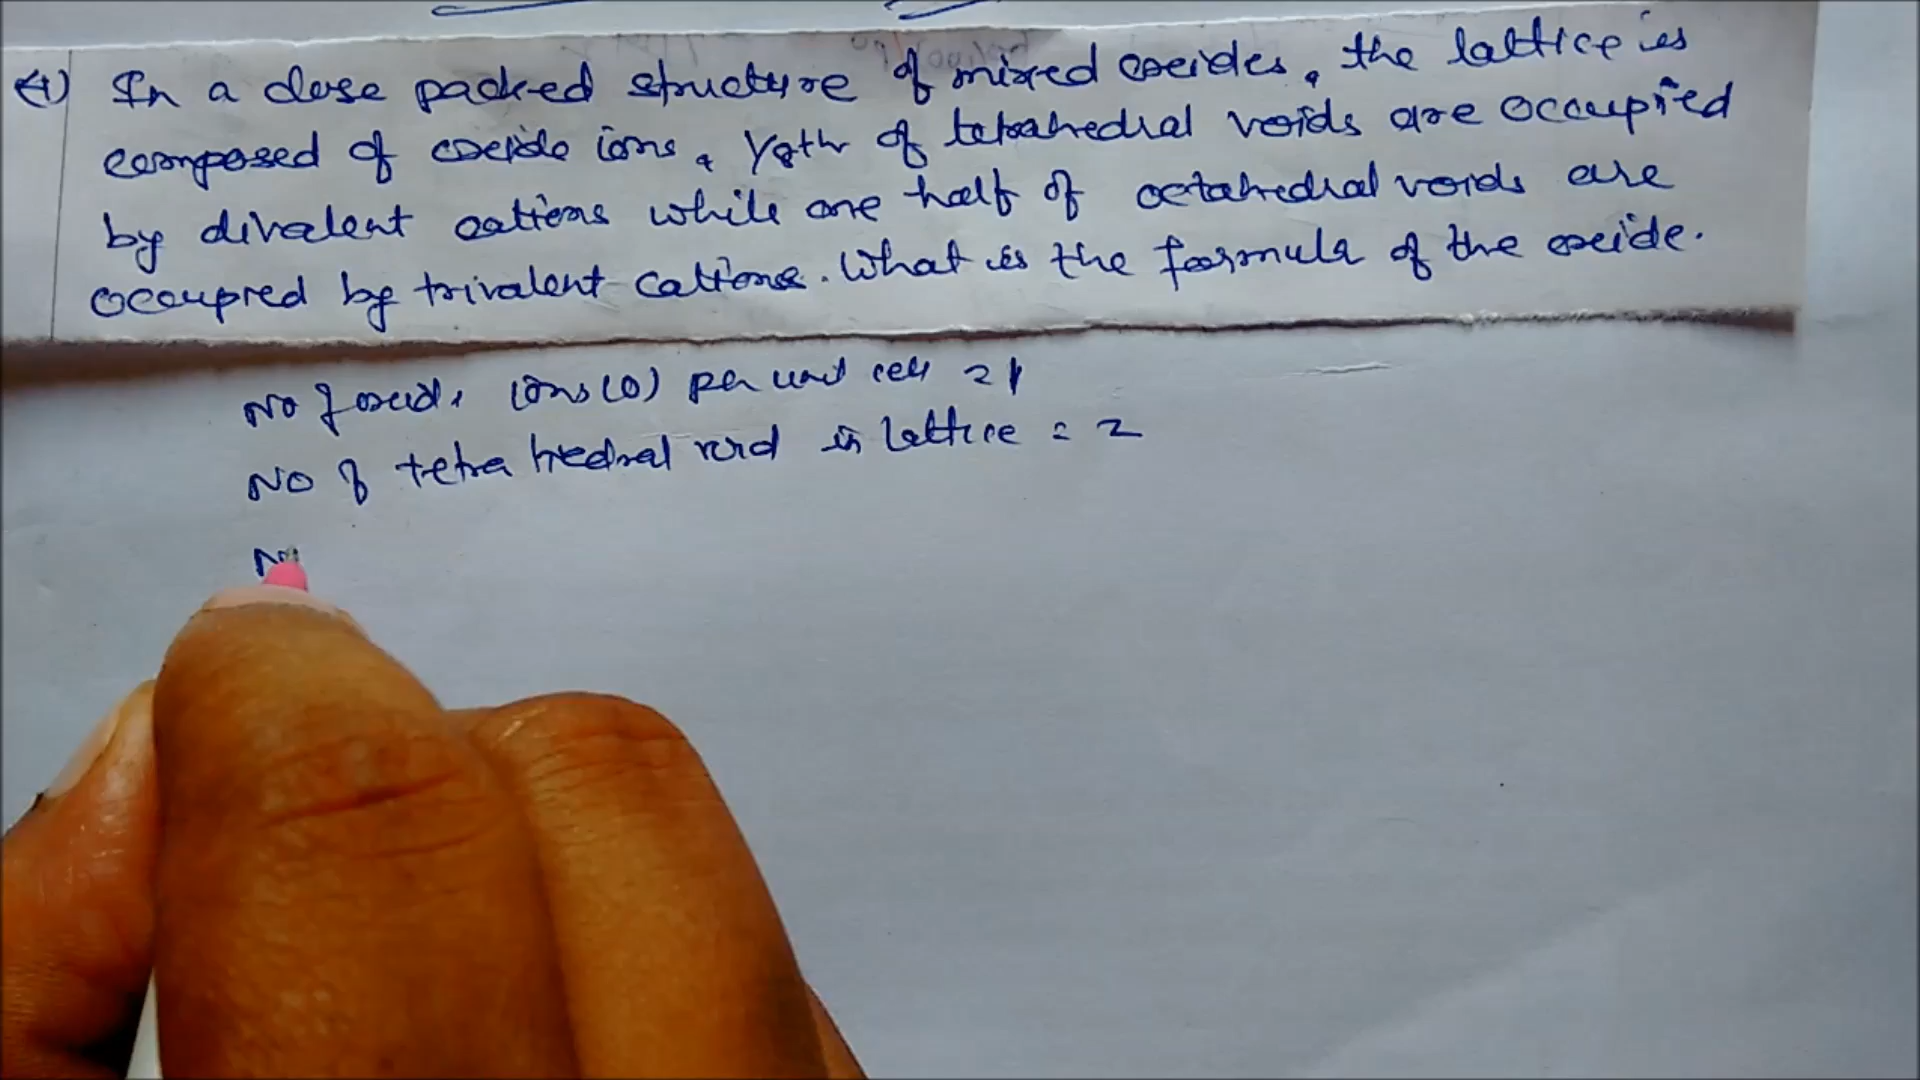 (4) In a close packed structure of mixed oxides, the lattice is
composed of oxide ions, 1/8th of tetrahedral voids are occupied
by divalent cations while one half of octahedral voids are
occupied by trivalent cations. What is the formula of the oxide.
No of oxide ions (O) per unit cell = 1
NO of tetrahedral void in lattice = 2
N